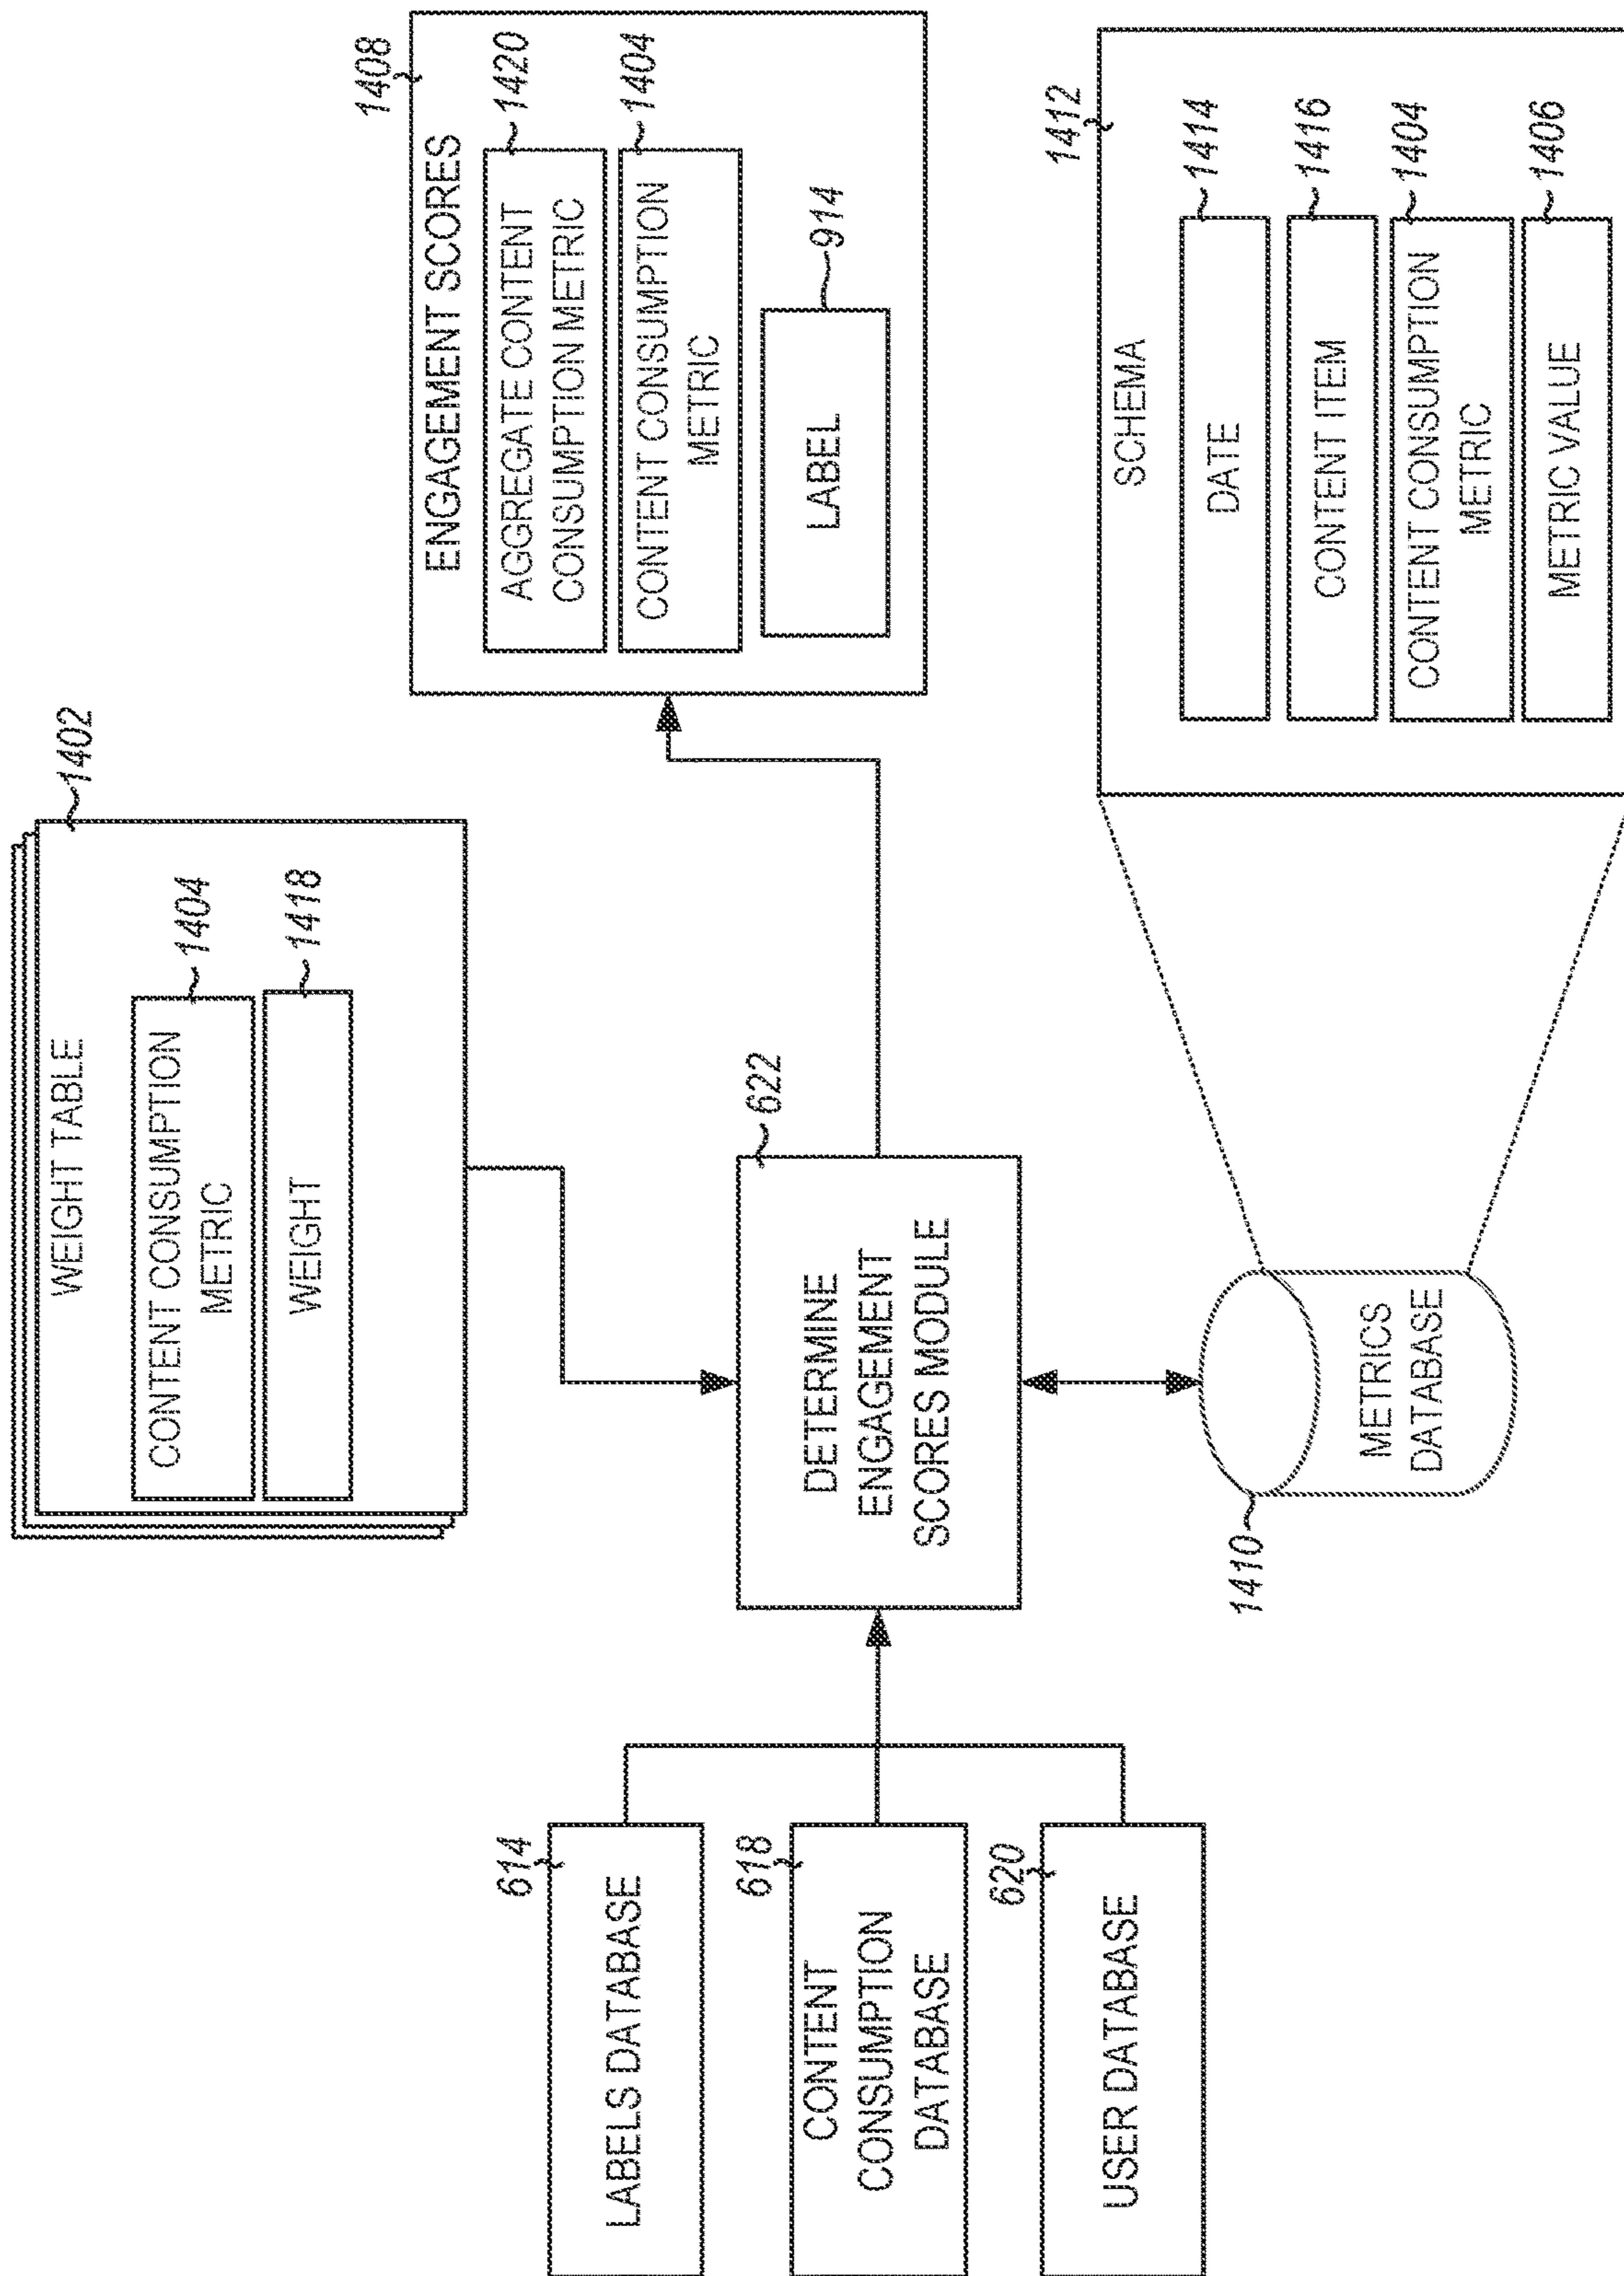 1402
WEIGHT TABLE
CONTENT CONSUMPTION
METRIC
1404
WEIGHT
1418
1408
ENGAGEMENT SCORES
AGGREGATE CONTENT
CONSUMPTION METRIC
1420
CONTENT CONSUMPTION
METRIC
1404
LABEL
914
614
LABELS DATABASE
618
CONTENT
CONSUMPTION
DATABASE
620
USER DATABASE
622
DETERMINE
ENGAGEMENT
SCORES MODULE
1410
METRICS
DATABASE
1412
SCHEMA
DATE
1414
CONTENT ITEM
1416
CONTENT CONSUMPTION
METRIC
1404
METRIC VALUE
1406